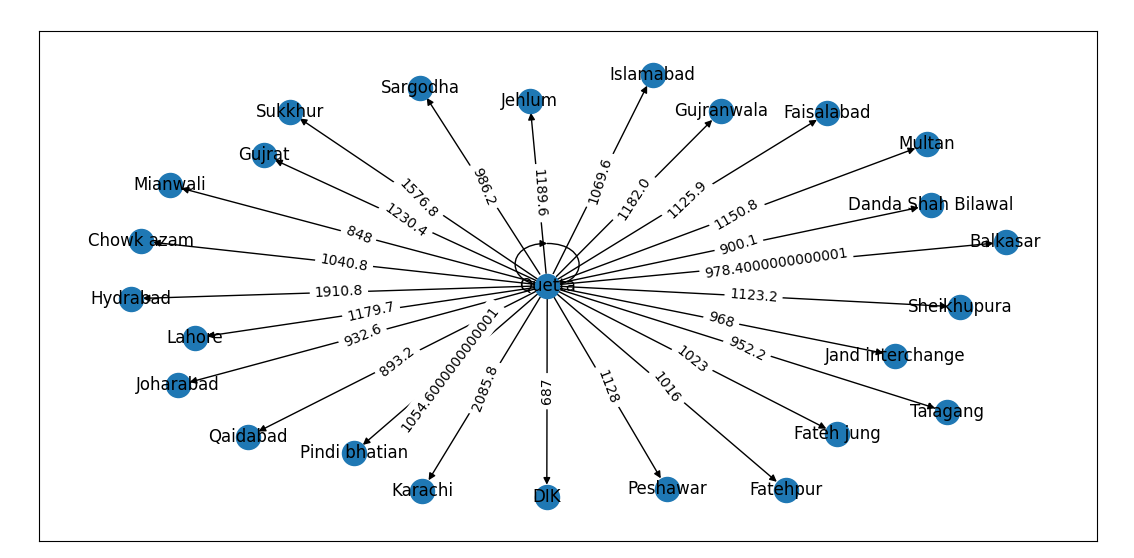 Islamabad
Sargodha
Jehlum
Sukkhur
Gujranwala
Faisalabad
Multan
Gujrat
Mianwali
986.2
1189.6
1069.6
1576.8
1182.0
1125.9
Danda Shah Bilawal
1230.4
1150.8
848
900.1
Chowk azam
Balkasar
1040.8
978.4000000000001
Quetta
Hydrabad
1910.8
1123.2
Sheikhupura
1179.7
968
Lahore
932.6
952.2
Jand Interchange
893.2
1023
Joharabad
1054.6000000000001
2085.8
687
1128
1016
Talagang
Qaidabad
Fateh jung
Pindi bhatian
Karachi
DIK
Peshawar
Fatehpur